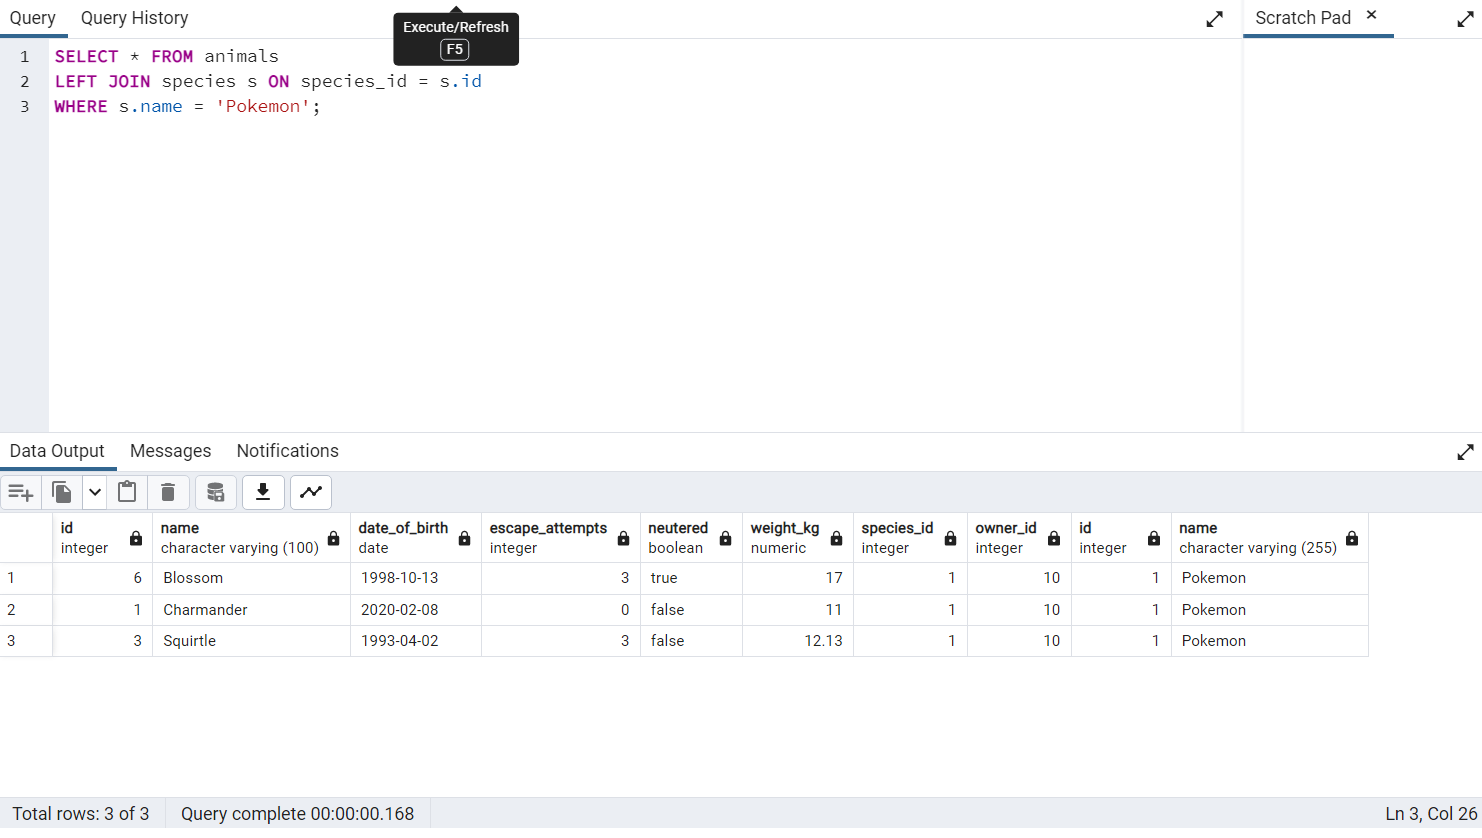 Query Query History
Execute/Refresh
F5
Scratch Pad
1 SELECT * FROM animals
2 LEFT JOIN species s ON species_id = s.id
3 WHERE s.name = 'Pokemon';
Data Output Messages Notifications
id name date_of_birth escape_attempts neutered weight_kg species_id owner_id id name
integer character varying (100) date integer boolean numeric integer integer integer character varying (255)
1 6 Blossom 1998-10-13 3 true 17 1 10 1 Pokemon
2 1 Charmander 2020-02-08 0 false 11 1 10 1 Pokemon
3 3 Squirtle 1993-04-02 3 false 12.13 1 10 1 Pokemon
Total rows: 3 of 3 Query complete 00:00:00.168 Ln 3, Col 26